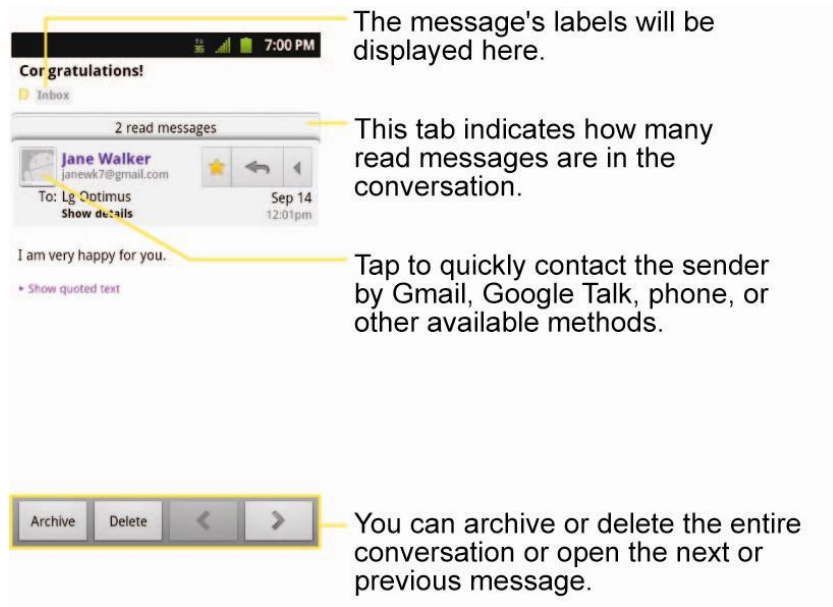 The message's labels will be
displayed here.
7:00 PM
Congratulations!
Inbox
2 read messages
This tab indicates how many
read messages are in the
conversation.
Jane Walker
janewk7@gmail.com
To: Lg Optimus
Sep 14
Show details
12:01pm
I am very happy for you.
Show quoted text
Tap to quickly contact the sender
by Gmail, Google Talk, phone, or
other available methods.
Archive Delete
You can archive or delete the entire
conversation or open the next or
previous message.